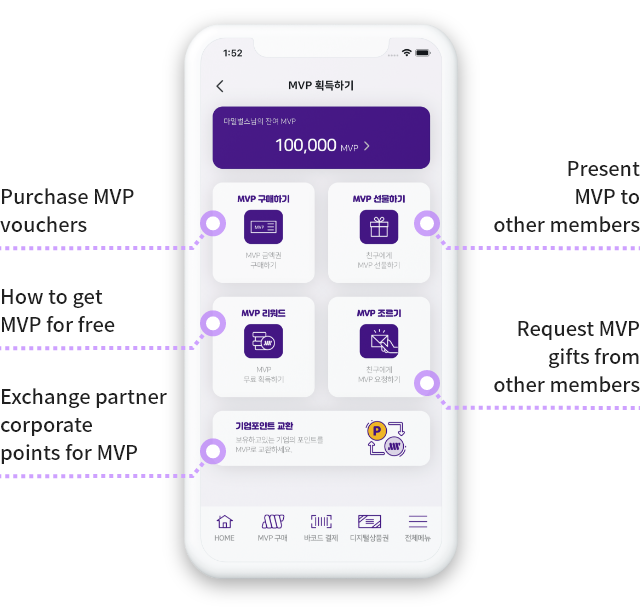 1:52
MVP 획득하기
다밀별스님의 잔여 MVP
100,000 MVP
Purchase MVP
vouchers
How to get
MVP for free
Exchange partner
corporate
points for MVP
MVP 구매하기
MVP
MVP 금액권
구매하기
MVP 선물하기
친구에게
MVP 선물하기
MVP 리워드
MVP
무료 획득하기
MVP 조르기
친구에게
MVP 요청하기
기업포인트 교환
보유하고있는 기업의 포인트를
MVP로 교환하세요.
P
Present
MVP to
other members
Request MVP
gifts from
other members
HOME
MVP 구매
바코드 결제
디지털상품권
전체메뉴